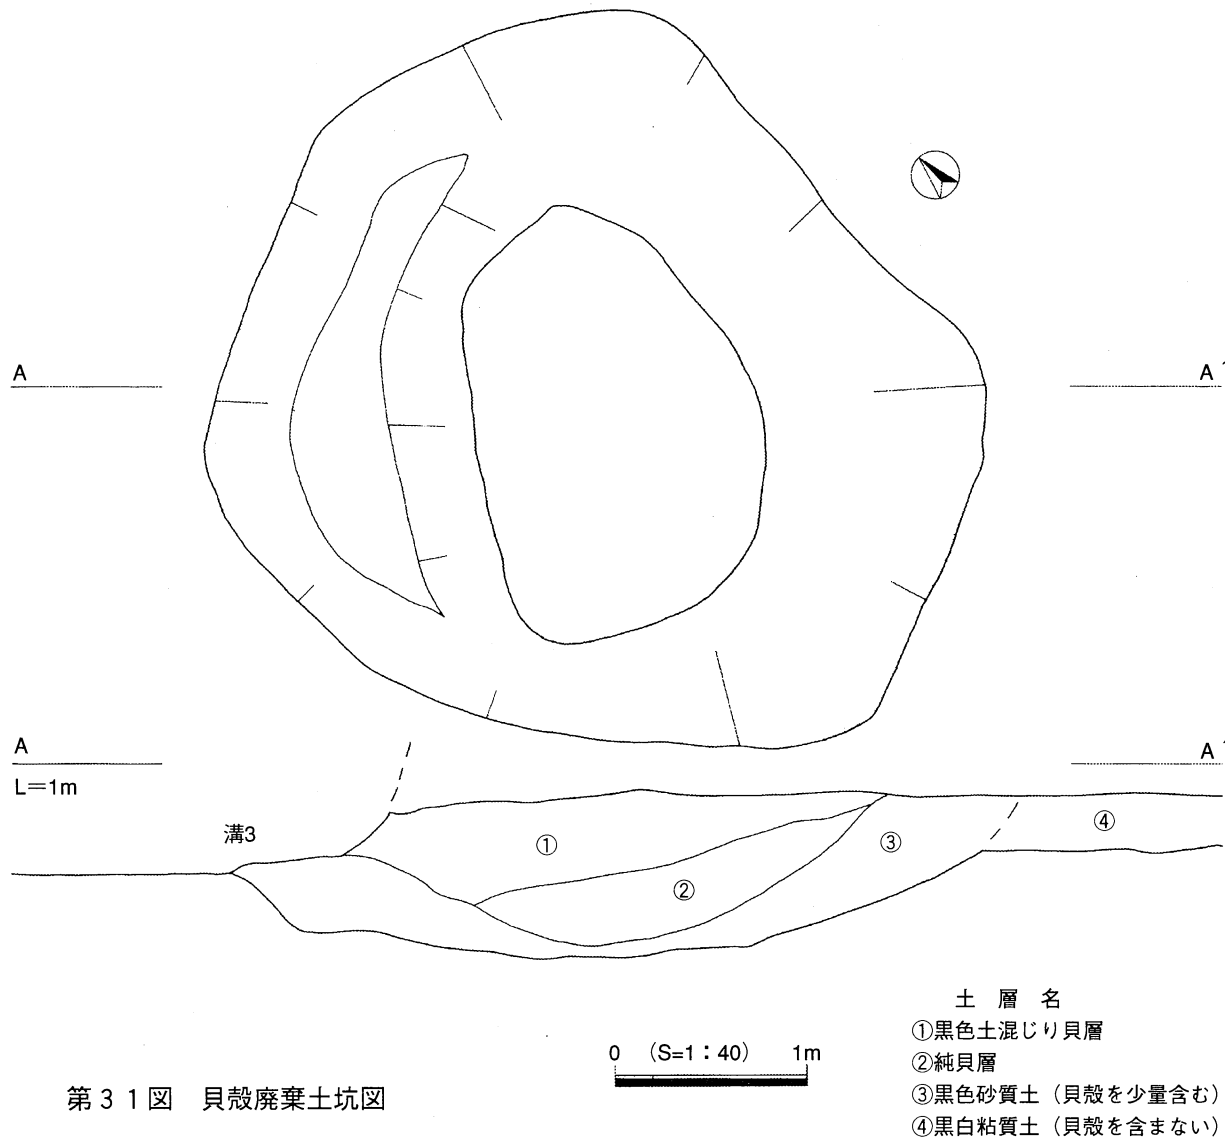 A A'
A A'
L=1m
溝3
①
②
③
④
土層名
①黒色土混じり貝層
②純貝層
③黒色砂質土（貝殻を少量含む）
④黒白粘質土（貝殻を含まない）
0 （S=1：40） 1m
第31図 貝殻廃棄土坑図